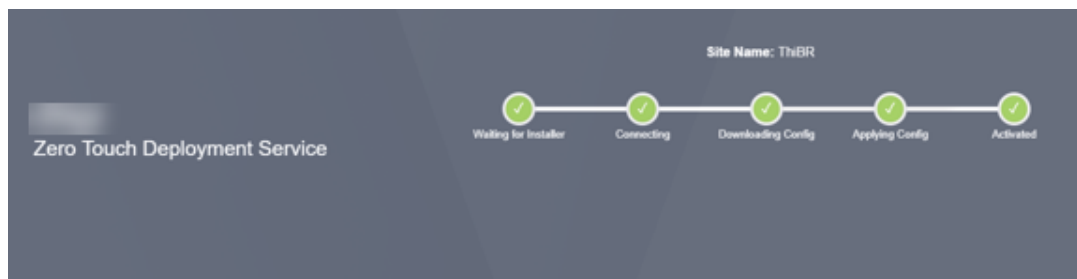 Site Name: ThiBR
Waiting for Installer
Connecting
Downloading Config
Applying Config
Activated
Zero Touch Deployment Service